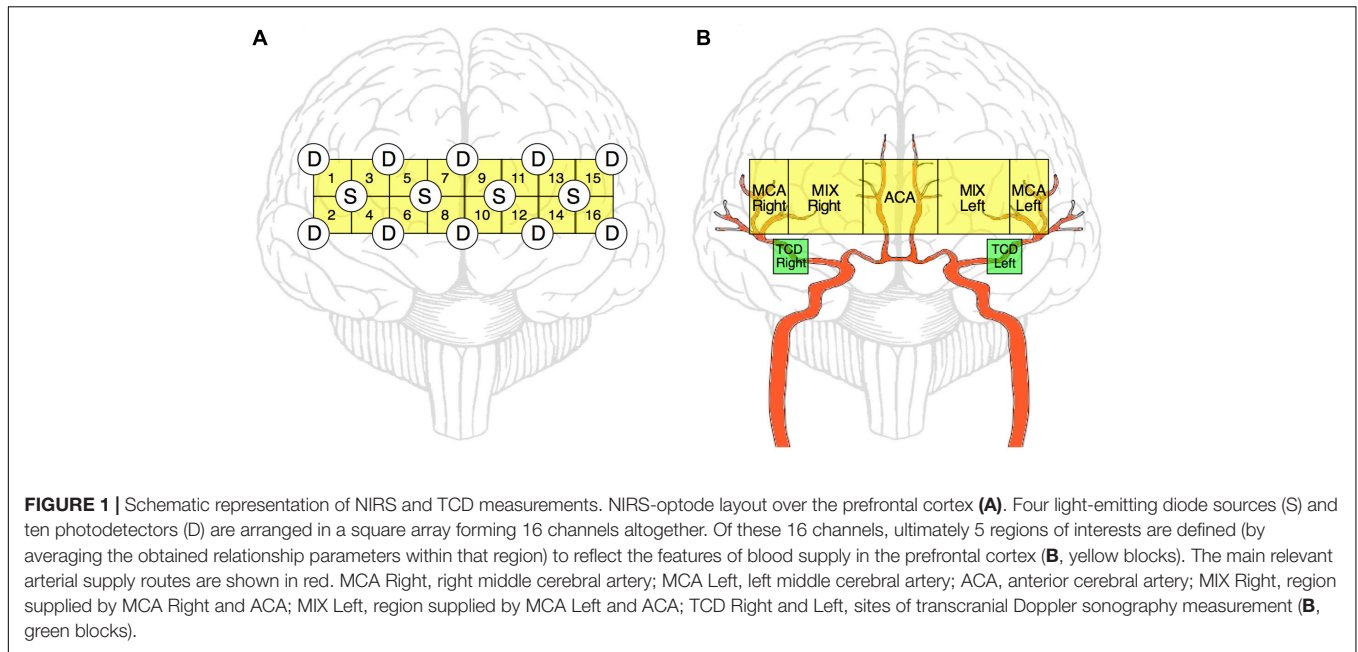 A
B
D D D D D
1 3 5 7 9 11 13 15
S S S S
2 4 6 8 10 12 14 16
D D D D D
MCA Right
MIX Right
ACA
MIX Left
MCA Left
TCD Right
TCD Left
FIGURE 1 | Schematic representation of NIRS and TCD measurements. NIRS-optode layout over the prefrontal cortex (A). Four light-emitting diode sources (S) and
ten photodetectors (D) are arranged in a square array forming 16 channels altogether. Of these 16 channels, ultimately 5 regions of interests are defined (by
averaging the obtained relationship parameters within that region) to reflect the features of blood supply in the prefrontal cortex (B, yellow blocks). The main relevant
arterial supply routes are shown in red. MCA Right, right middle cerebral artery; MCA Left, left middle cerebral artery; ACA, anterior cerebral artery; MIX Right, region
supplied by MCA Right and ACA; MIX Left, region supplied by MCA Left and ACA; TCD Right and Left, sites of transcranial Doppler sonography measurement (B,
green blocks).